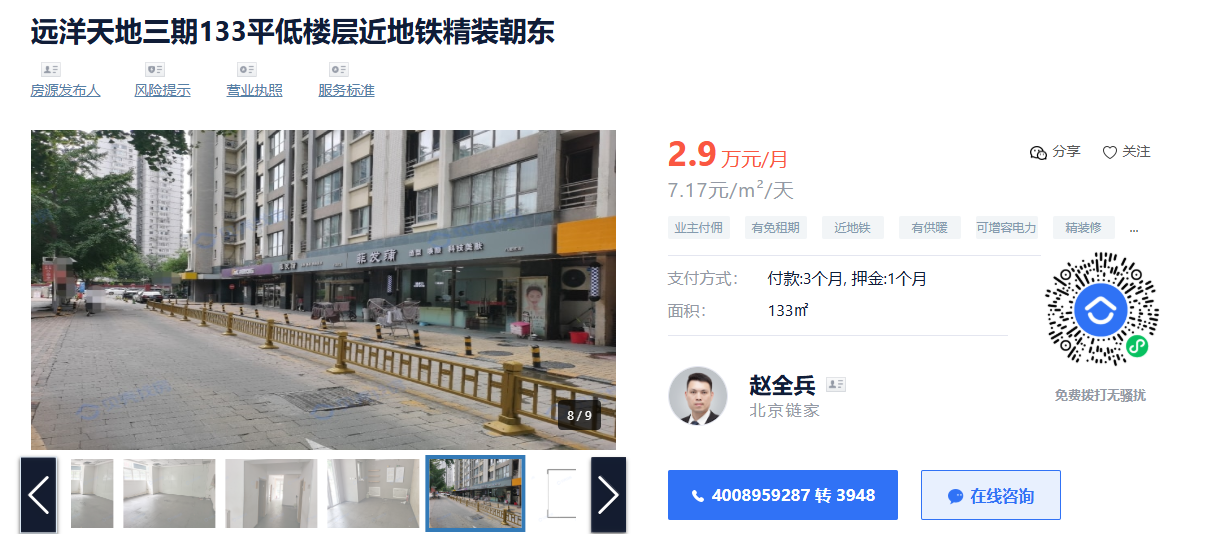 远洋天地三期133平低楼层近地铁精装朝东
房源发布人 风险提示 营业执照 服务标准
2.9 万元/月
分享 关注
7.17元/m²/天
业主付佣 有免租期 近地铁 有供暖 可增容电力 精装修 ...
支付方式： 付款:3个月, 押金:1个月
面积： 133㎡
赵全兵
北京链家
免费拨打无骚扰
8/9
4008959287 转 3948
在线咨询